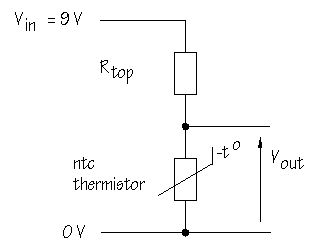 Vin = 9 V
Rtop
-t°
Vout
ntc
thermistor
0 V